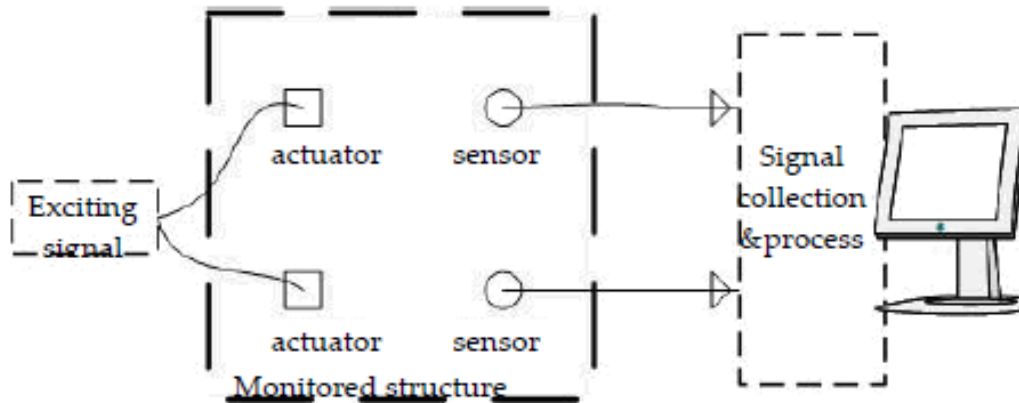 actuator
sensor
Exciting
signal
Signal
collection
&process
actuator
sensor
Monitored structure